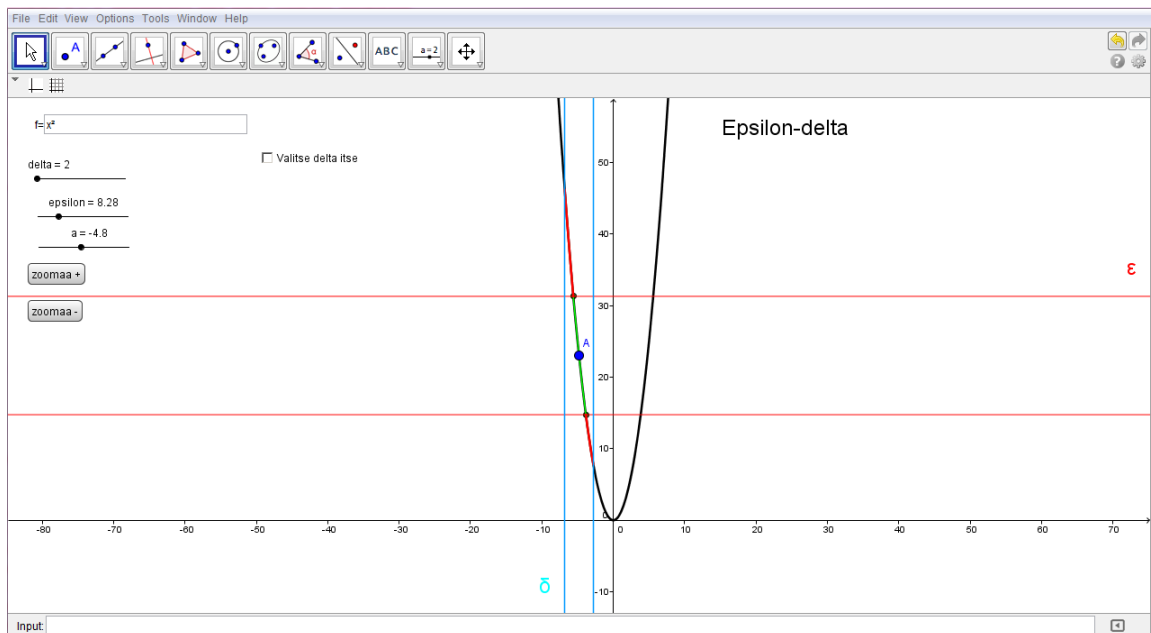 File Edit View Options Tools Window Help
A
α
ABC
a=2
f= x²
Epsilon-delta
Valitse delta itse
delta = 2
epsilon = 8.28
a = -4.8
zoomaa +
zoomaa -
ε
A
50
40
30
20
10
0
-80 -70 -60 -50 -40 -30 -20 -10 0 10 20 30 40 50 60 70
-10
δ
Input: